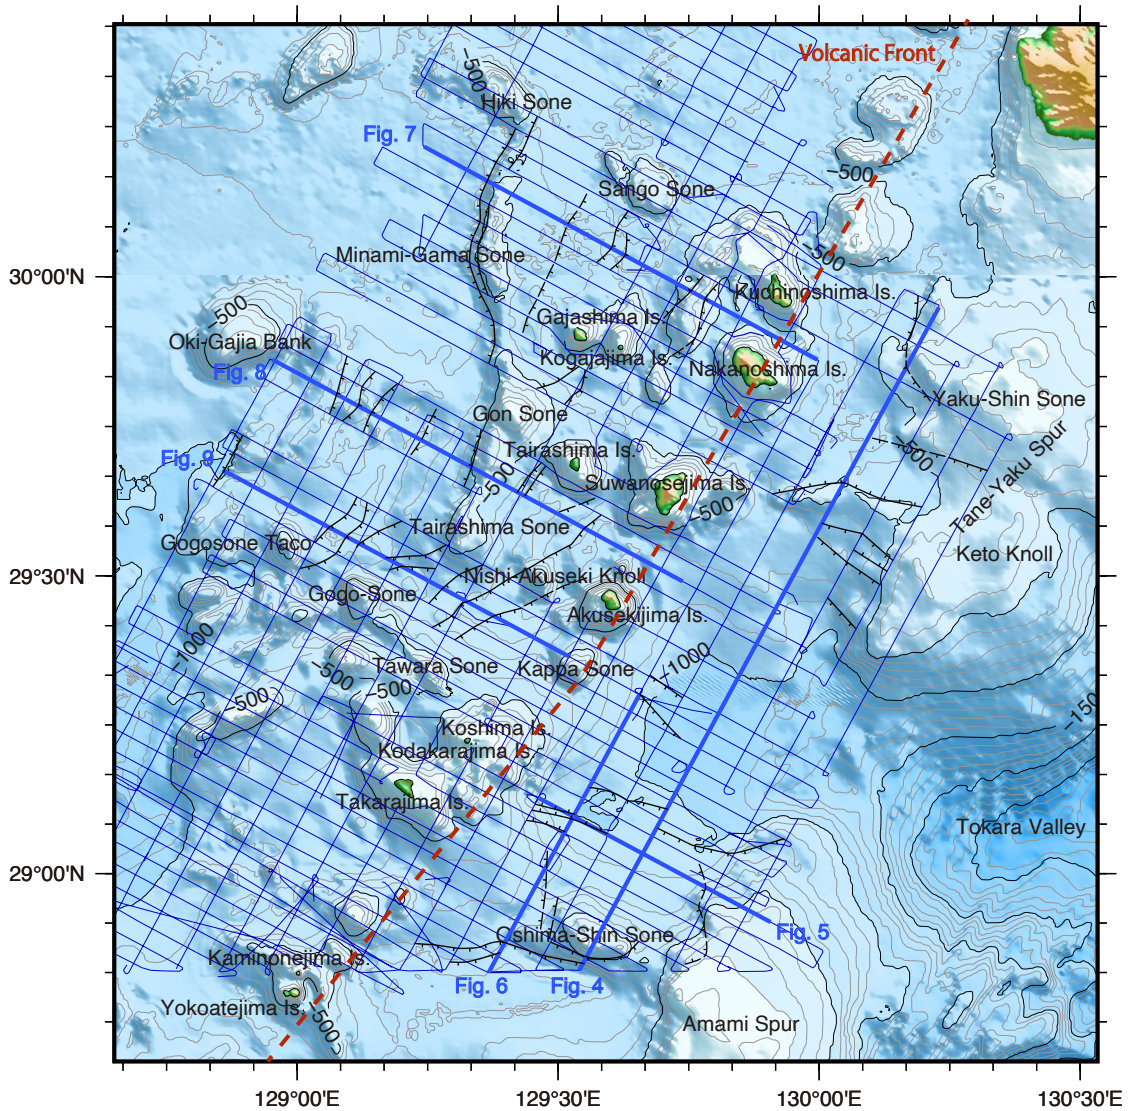 Volcanic Front
−500
Hiki Sone
Fig. 7
−500
Sango Sone
Minami-Gama Sone
−500
30°00'N
Kuchinoshima Is.
−500
Gajashima Is.
Oki-Gajia Bank
Kogajajima Is.
Nakanoshima Is.
Fig. 8
Yaku-Shin Sone
Gon Sone
Tairashima Is.
−500
Fig. 9
Suwanosejima Is.
−500
−500
Tane-Yaku Spur
Tairashima Sone
Gogosone Taco
Keto Knoll
29°30'N
Nishi-Akuseki Knoll
Gogo-Sone
Akusekijima Is.
−1000
Tawara Sone
Kappa Sone
−1000
−500
−500
−500
−150
Koshima Is.
Kodakarajima Is.
Takarajima Is.
Tokara Valley
29°00'N
Oshima-Shin Sone
Fig. 5
Kaminonejima Is.
Fig. 6
Fig. 4
Yokoatejima Is.
−500
Amami Spur
129°00'E
129°30'E
130°00'E
130°30'E